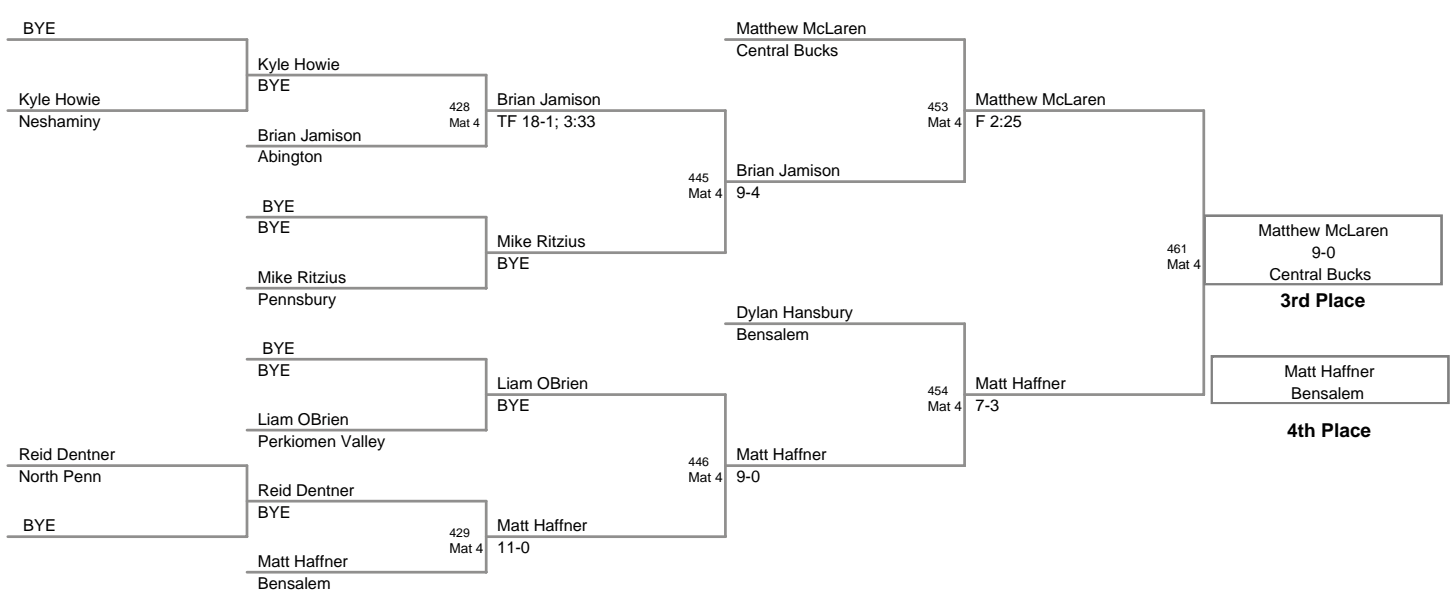 BYE
Kyle Howie
Neshaminy
Kyle Howie
BYE
Brian Jamison
Abington
428
Mat 4
Brian Jamison
TF 18-1; 3:33
BYE
BYE
Mike Ritzius
Pennsbury
Mike Ritzius
BYE
445
Mat 4
Brian Jamison
9-4
Matthew McLaren
Central Bucks
453
Mat 4
Matthew McLaren
F 2:25
BYE
BYE
Liam OBrien
Perkiomen Valley
Liam OBrien
BYE
Reid Dentner
North Penn
BYE
Reid Dentner
BYE
Matt Haffner
Bensalem
429
Mat 4
Matt Haffner
11-0
446
Mat 4
Matt Haffner
9-0
Dylan Hansbury
Bensalem
454
Mat 4
Matt Haffner
7-3
461
Mat 4
Matthew McLaren
9-0
Central Bucks
3rd Place
Matt Haffner
Bensalem
4th Place